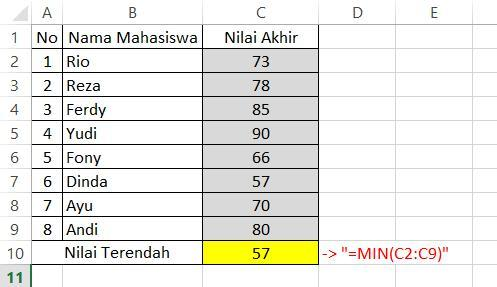 A B C D E
1 No Nama Mahasiswa Nilai Akhir
2 1 Rio 73
3 2 Reza 78
4 3 Ferdy 85
5 4 Yudi 90
6 5 Fony 66
7 6 Dinda 57
8 7 Ayu 70
9 8 Andi 80
10 Nilai Terendah 57 -> "=MIN(C2:C9)"
11